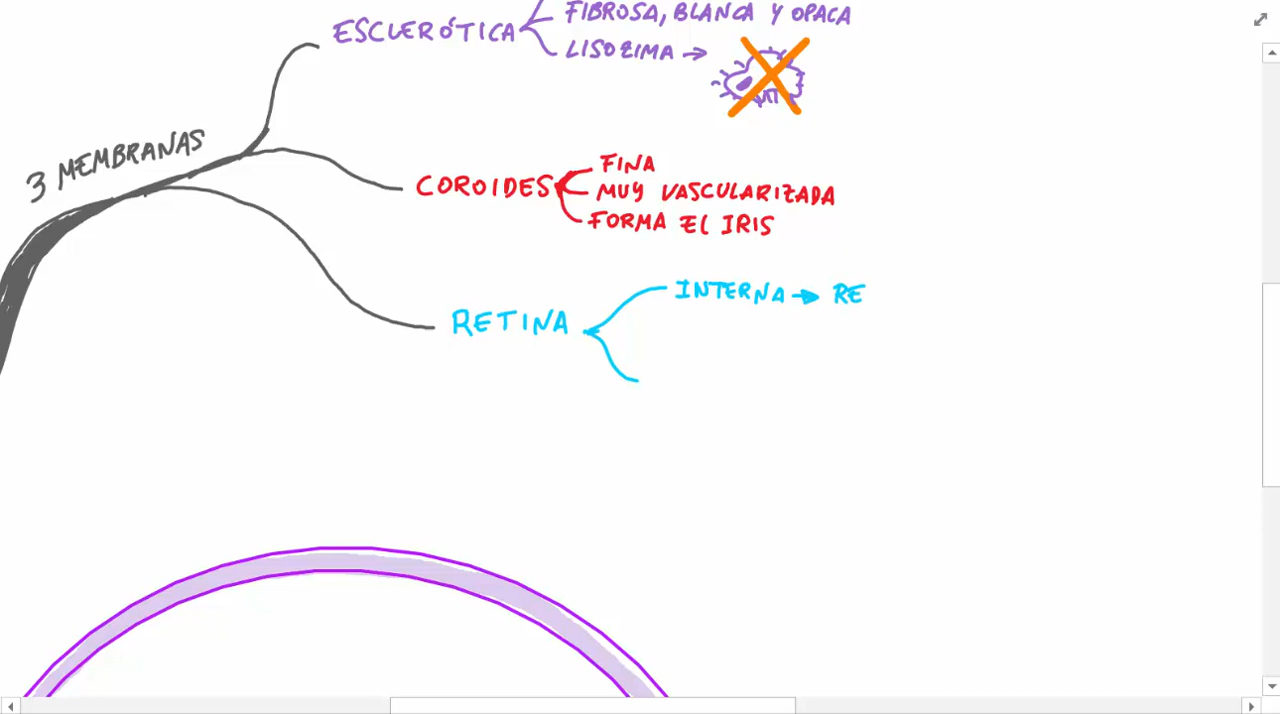 ESCLERÓTICA
FIBROSA, BLANCA Y OPACA
LISOZIMA →
3 MEMBRANAS
COROIDES
FINA
MUY VASCULARIZADA
FORMA EL IRIS
RETINA
INTERNA → RE